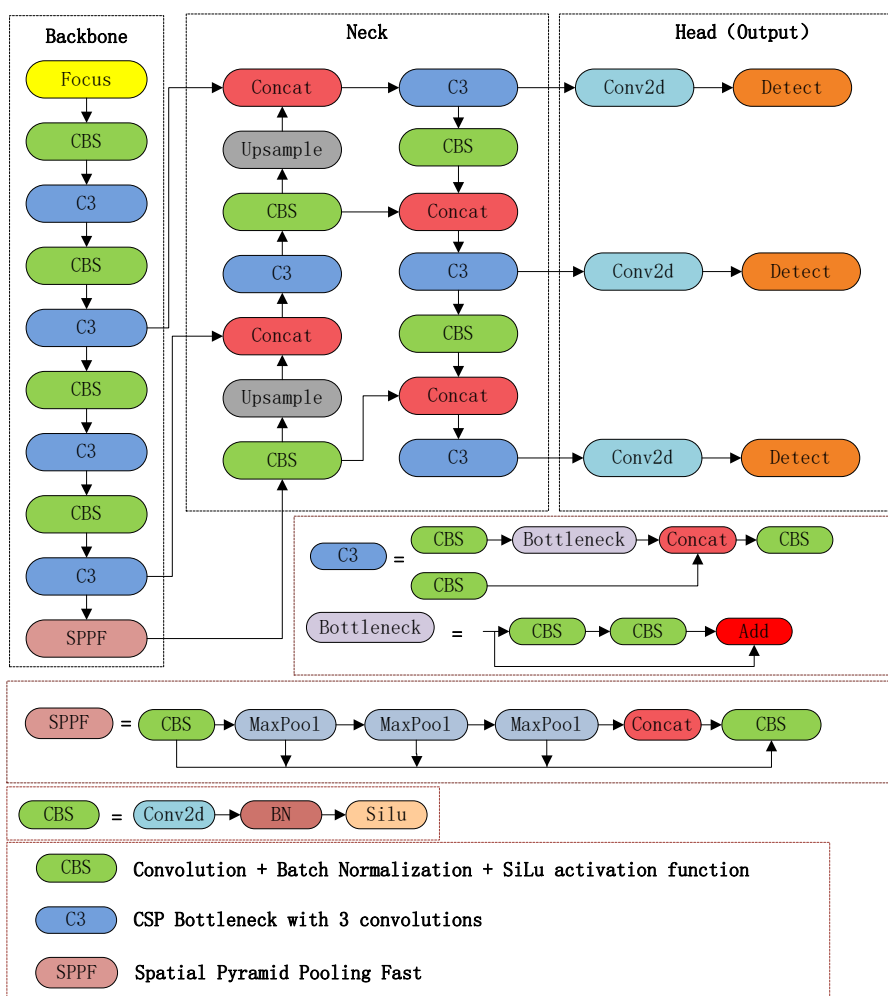 Backbone
Neck
Head（Output）
Focus
CBS
C3
CBS
C3
CBS
C3
CBS
C3
SPPF
Concat
Upsample
CBS
C3
Concat
Upsample
CBS
C3
CBS
Concat
C3
CBS
Concat
C3
Conv2d
Detect
Conv2d
Detect
Conv2d
Detect
C3 =
CBS Bottleneck Concat CBS
CBS
Bottleneck = CBS CBS Add
SPPF = CBS MaxPool MaxPool MaxPool Concat CBS
CBS = Conv2d BN Silu
CBS Convolution + Batch Normalization + SiLu activation function
C3 CSP Bottleneck with 3 convolutions
SPPF Spatial Pyramid Pooling Fast